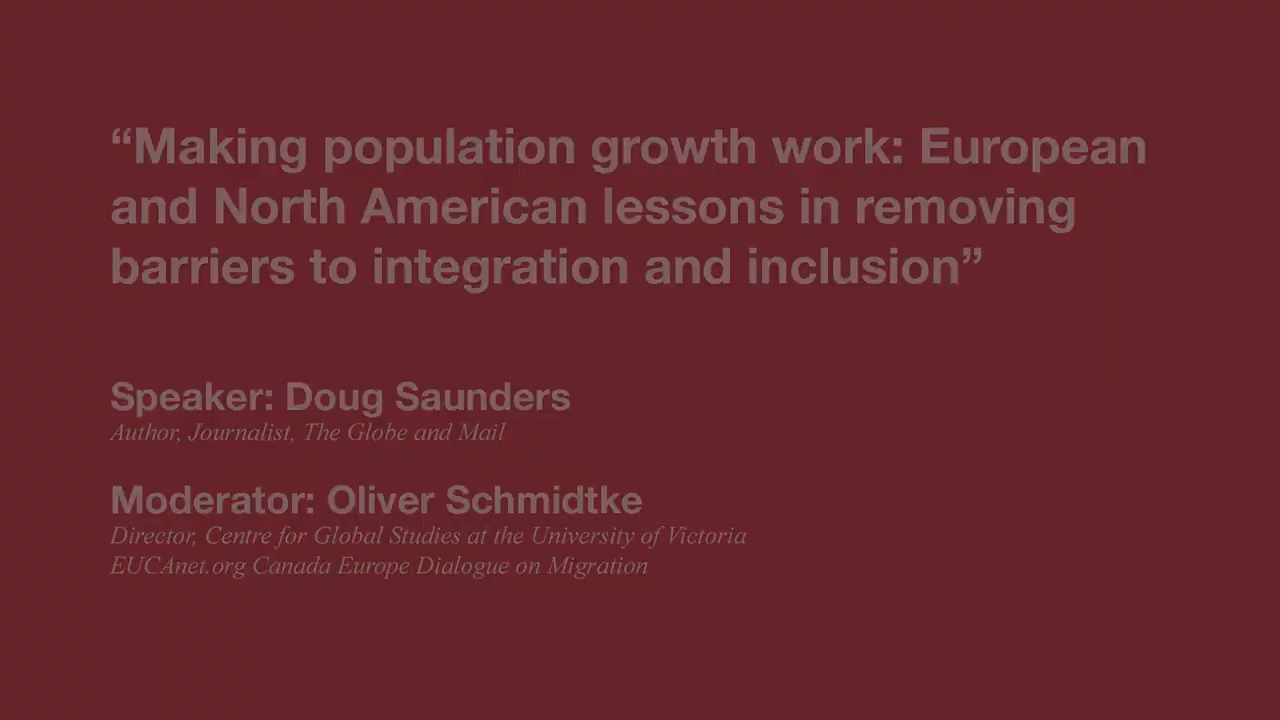 “Making population growth work: European
and North American lessons in removing
barriers to integration and inclusion”
Speaker: Doug Saunders
Author, Journalist, The Globe and Mail
Moderator: Oliver Schmidtke
Director, Centre for Global Studies at the University of Victoria
EUCAnet.org Canada Europe Dialogue on Migration